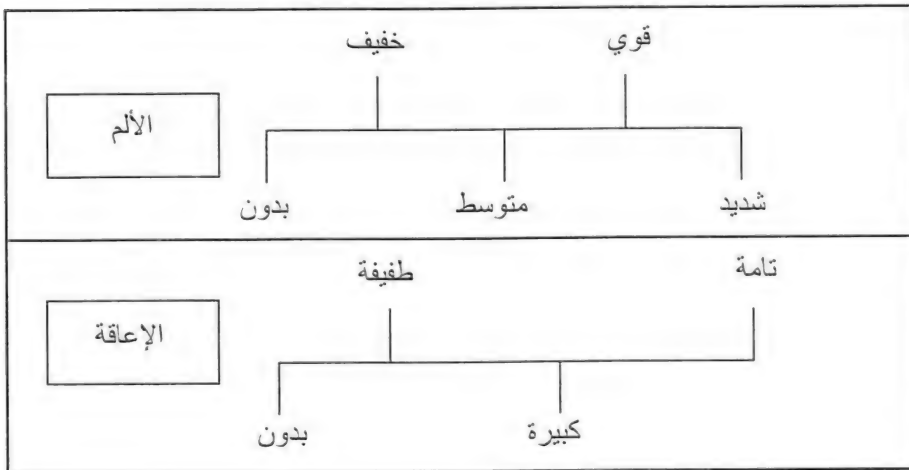 قوي خفيف
الألم
شديد متوسط بدون
تامة طفيفة
الإعاقة
كبيرة بدون